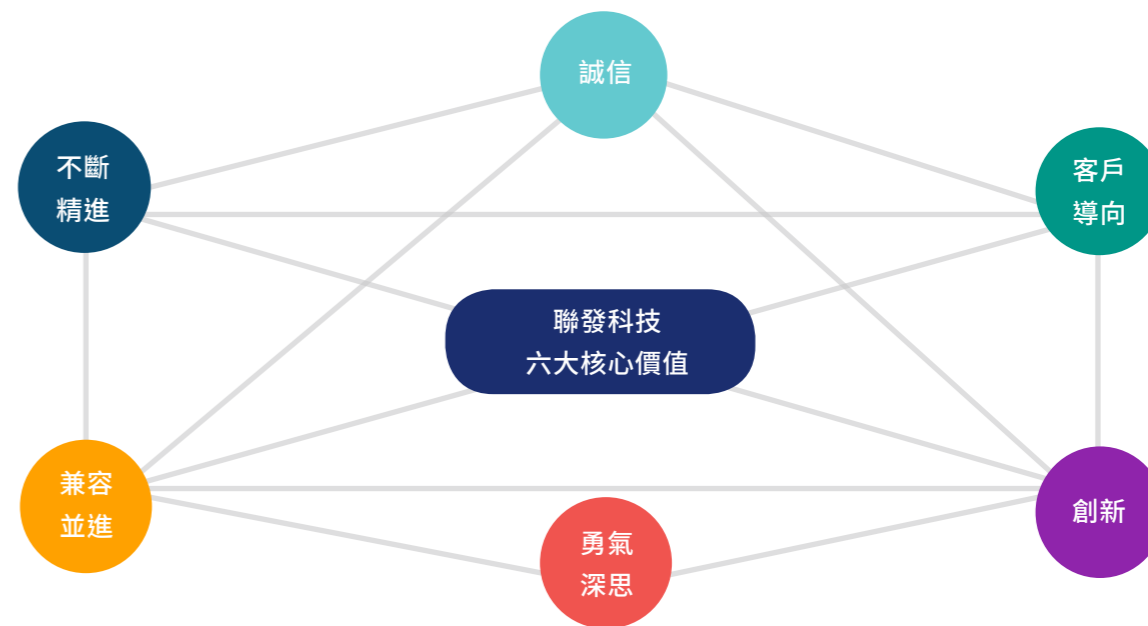 誠信
不斷
精進
客戶
導向
聯發科技
六大核心價值
兼容
並進
創新
勇氣
深思